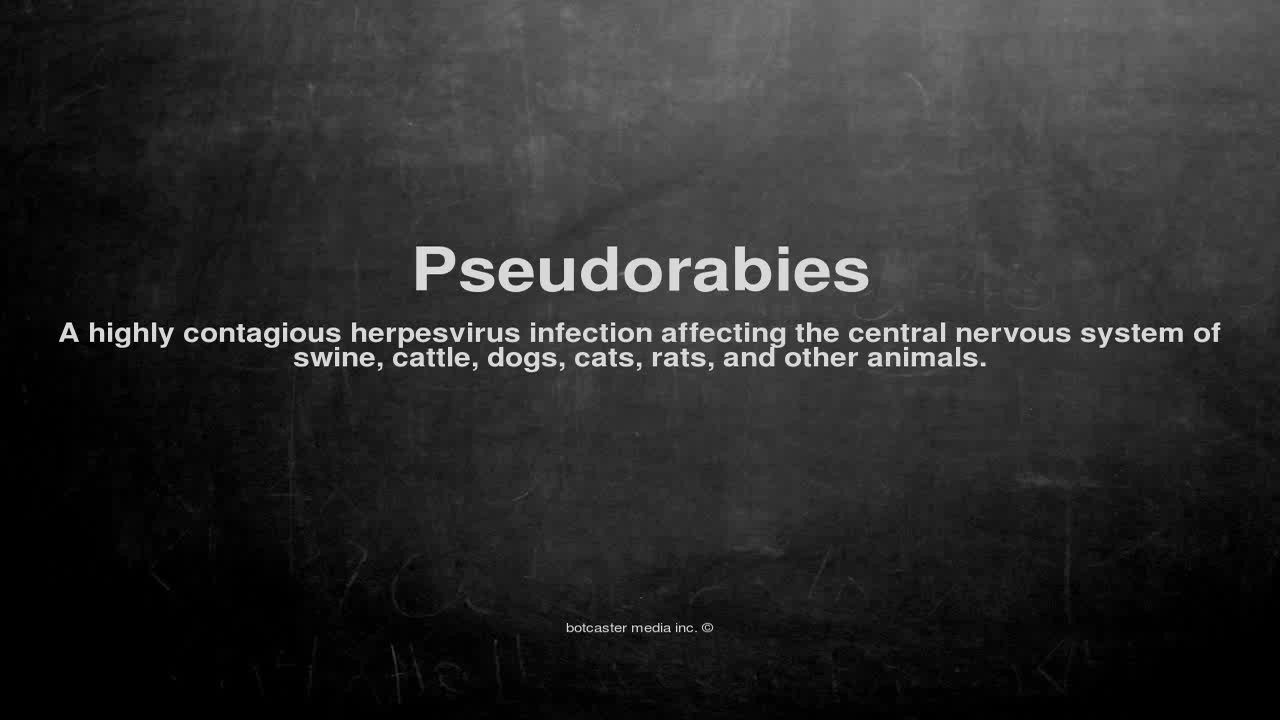 Pseudorabies
A highly contagious herpesvirus infection affecting the central nervous system of
swine, cattle, dogs, cats, rats, and other animals.
botcaster media inc. ©